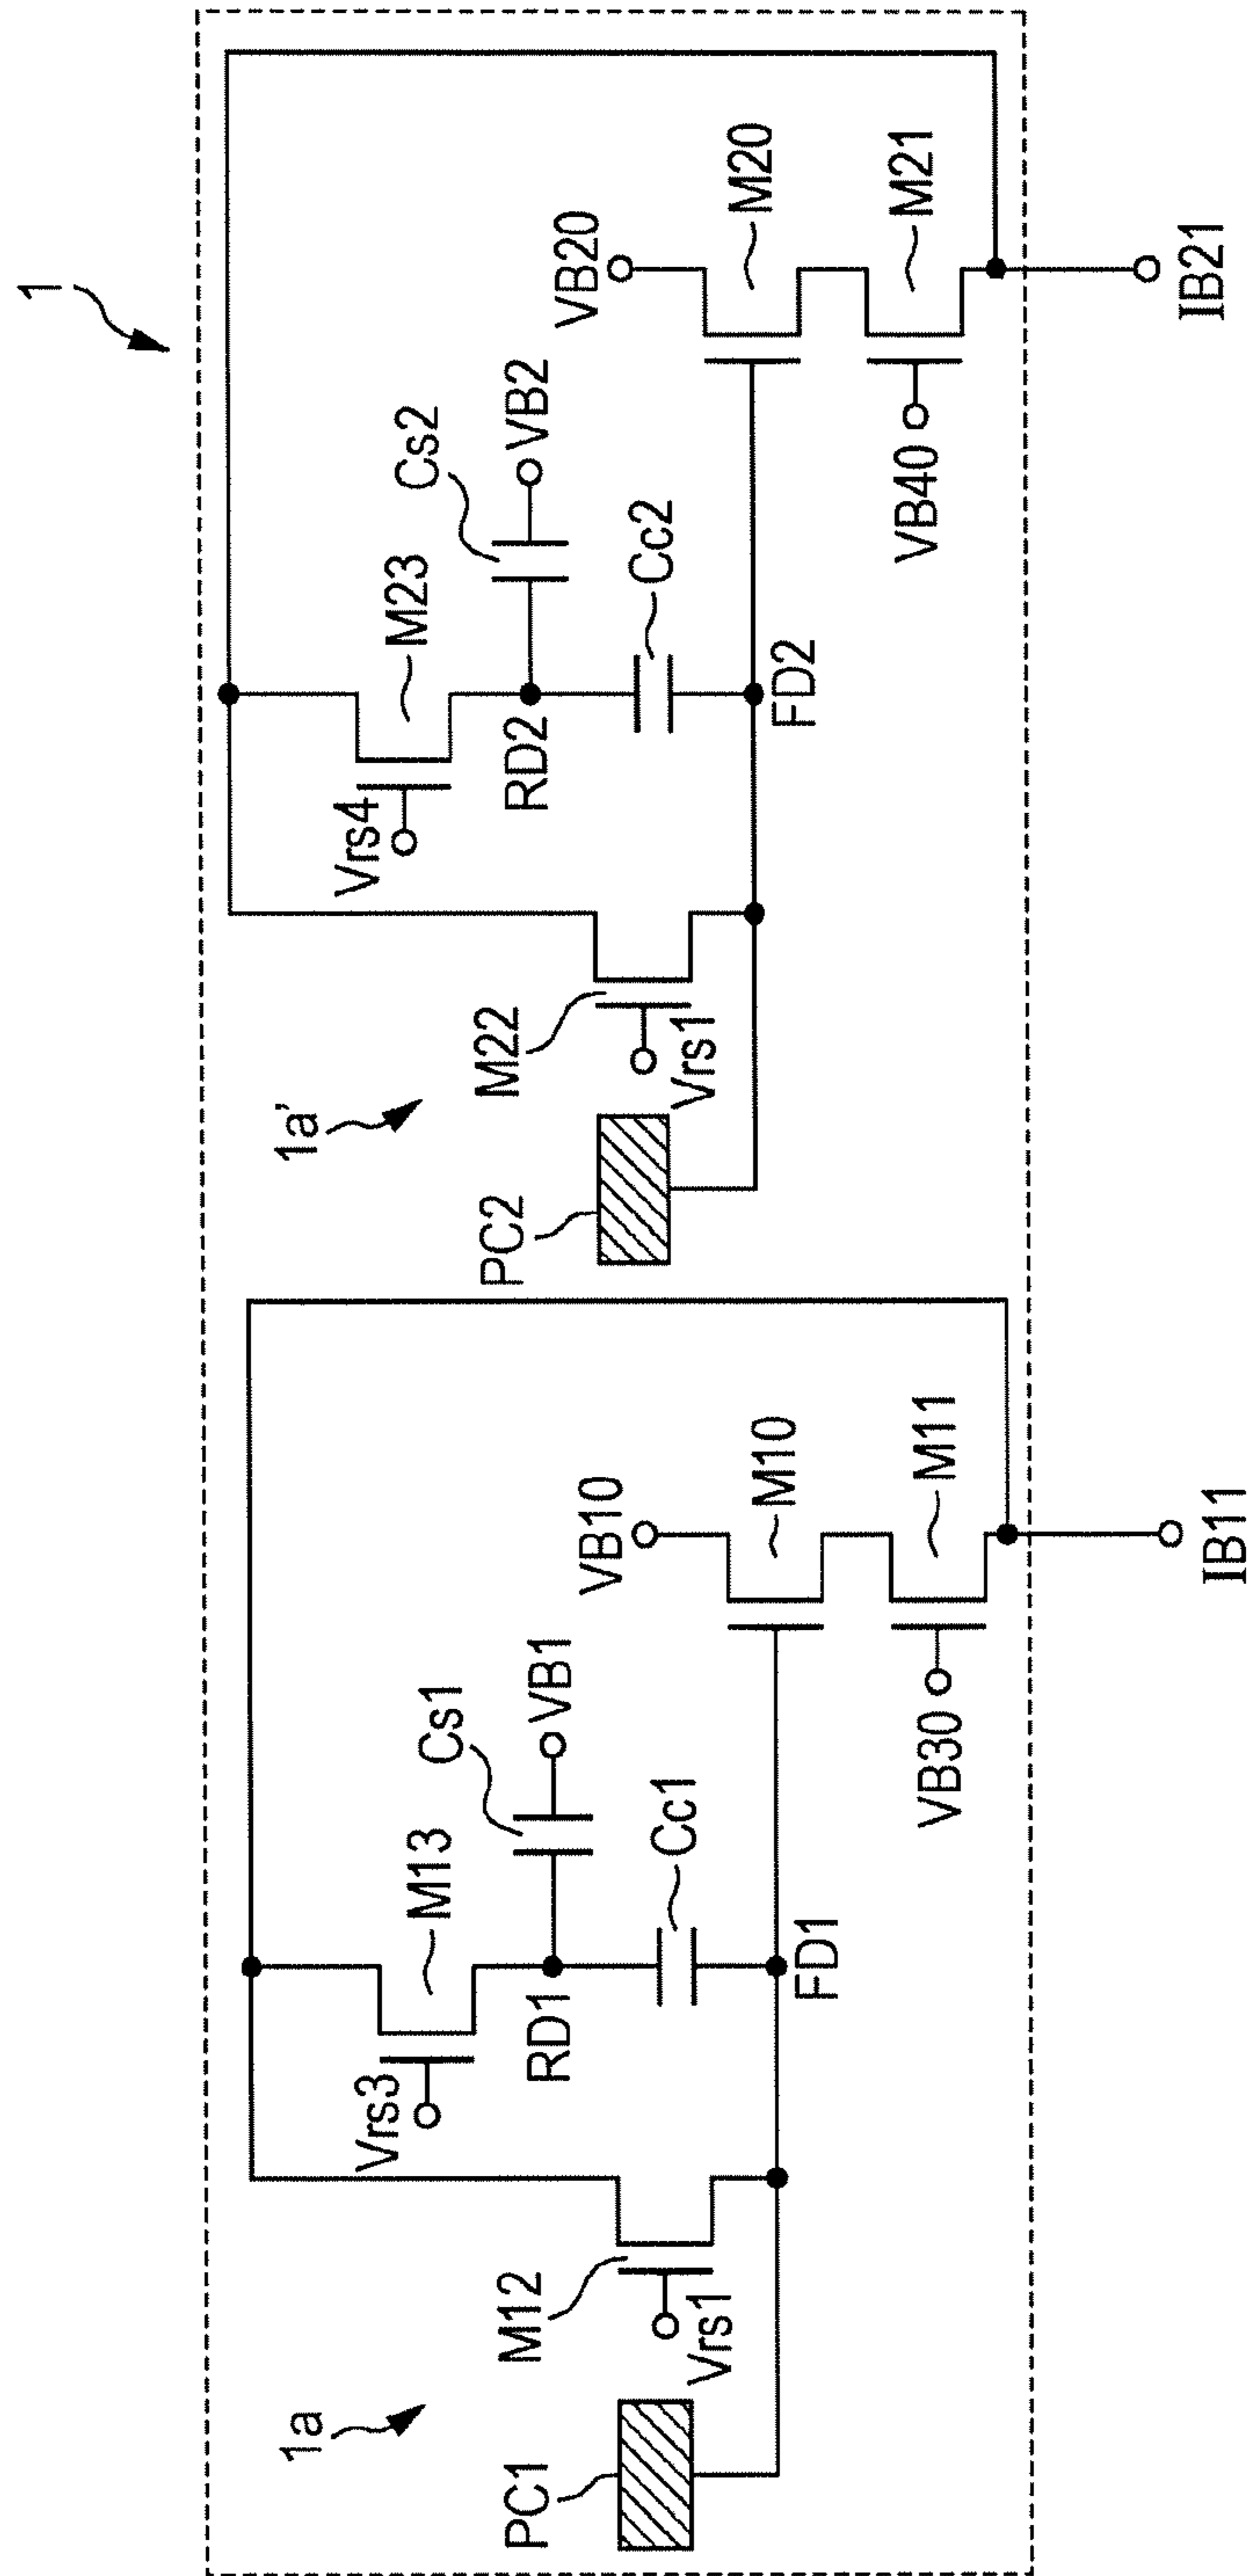 1
1a
PC1
M12
Vrs1
Vrs3
M13
RD1
Cs1
VB1
Cc1
FD1
VB10
M10
M11
VB30
IB11
1a'
PC2
M22
Vrs1
Vrs4
M23
RD2
Cs2
VB2
Cc2
FD2
VB20
M20
M21
VB40
IB21